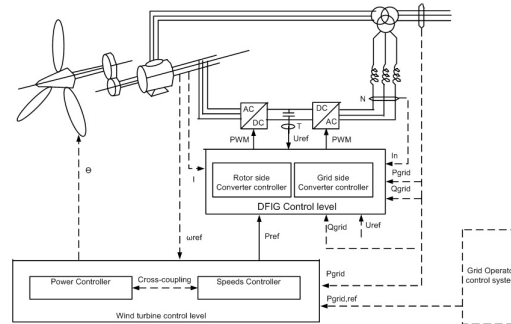 N
AC
DC
DC
AC
T
PWM
Uref
PWM
In
Rotor side
Converter controller
Grid side
Converter controller
Pgrid
Qgrid
DFIG Control level
I
Θ
ωref
Pref
Qgrid
Uref
Power Controller
Cross-coupling
Speeds Controller
Pgrid
Pgrid,ref
Wind turbine control level
Grid Operato
control syste